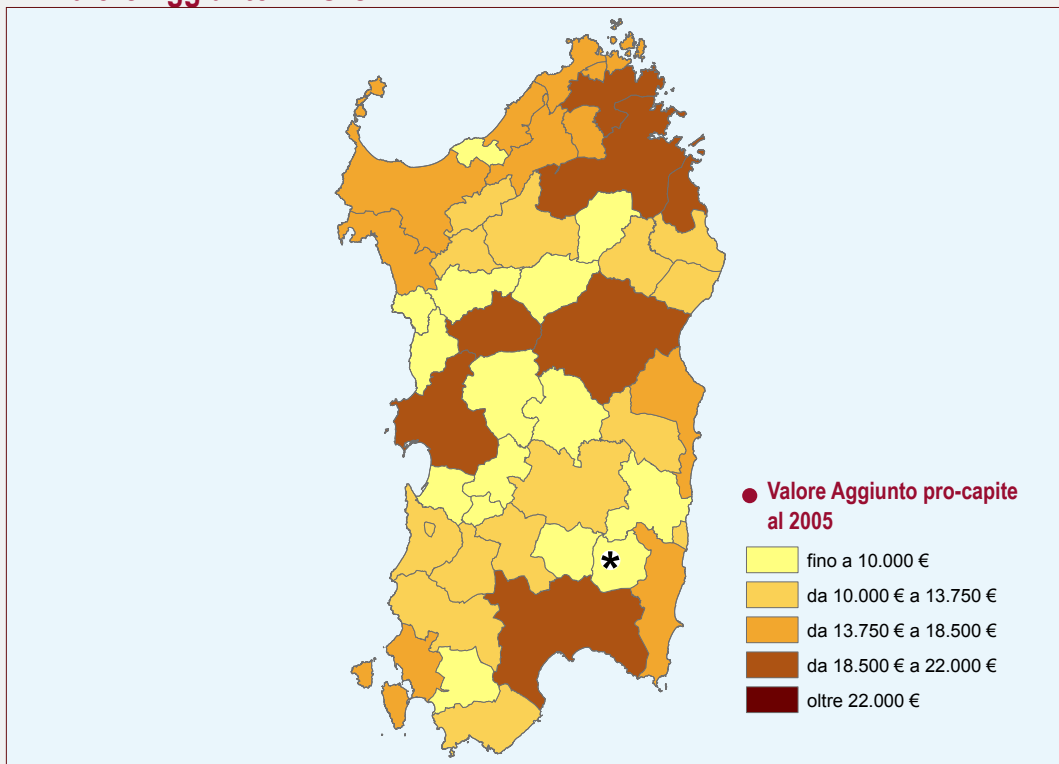 Valore Aggiunto pro-capite
al 2005
fino a 10.000 €
da 10.000 € a 13.750 €
da 13.750 € a 18.500 €
da 18.500 € a 22.000 €
oltre 22.000 €
*